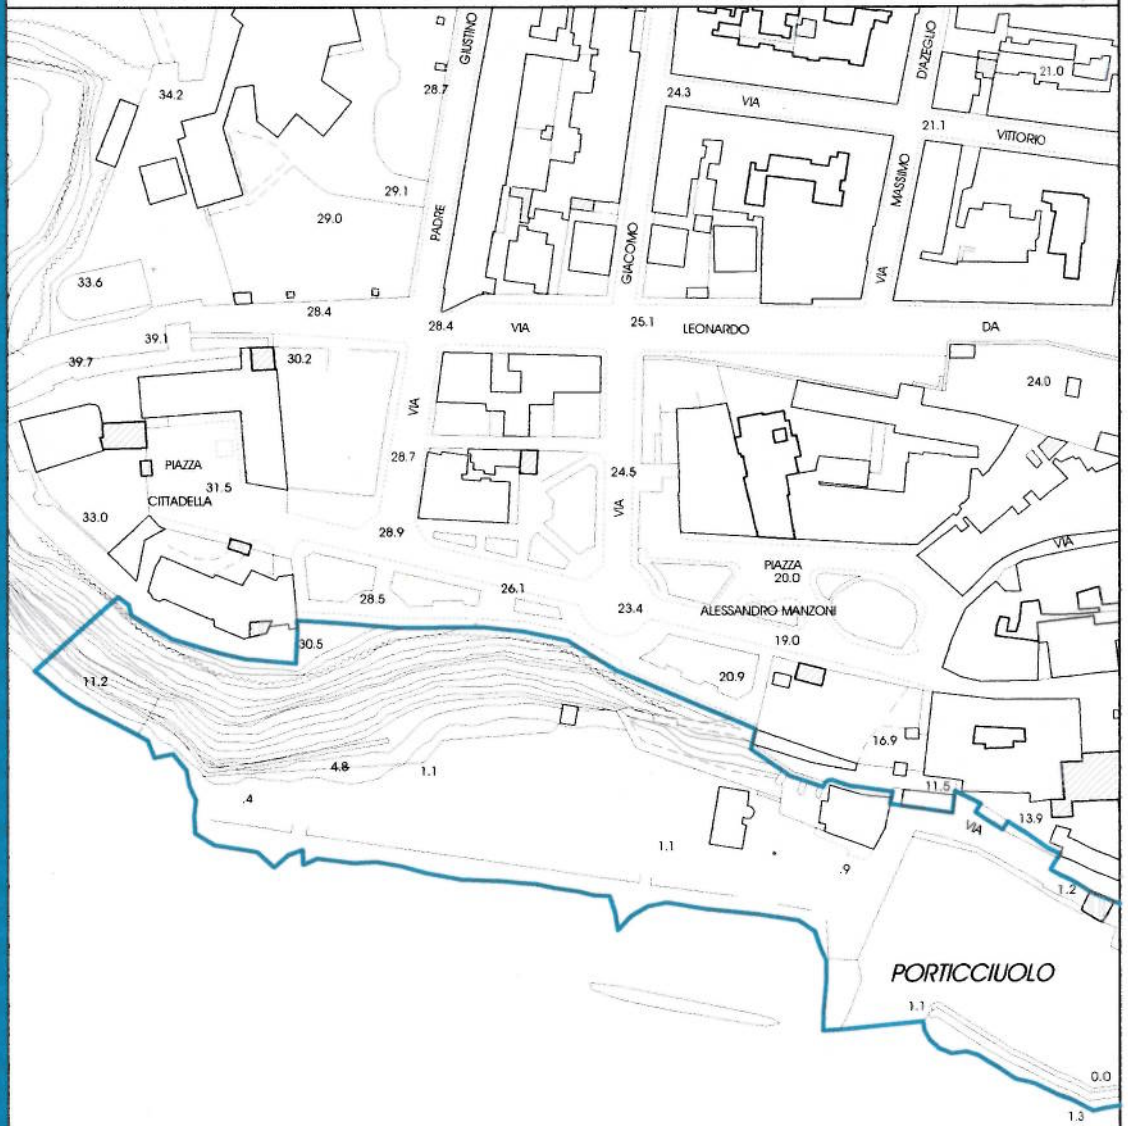 GIUSTINO
D'AZEGLIO
21.0
34.2
28.7
24.3
VIA
21.1
VITTORIO
29.1
MASSIMO
29.0
PADRE
GIACOMO
VIA
33.6
28.4
28.4
VIA
25.1
LEONARDO
DA
39.1
39.7
30.2
24.0
VIA
PIAZZA
28.7
24.5
31.5
CITTADELLA
VIA
33.0
28.9
VIA
PIAZZA
20.0
26.1
28.5
23.4
ALESSANDRO MANZONI
30.5
19.0
11.2
20.9
16.9
4.8
1.1
11.5
.4
13.9
VIA
1.1
.9
1.2
PORTICCIUOLO
1.1
0.0
1.3